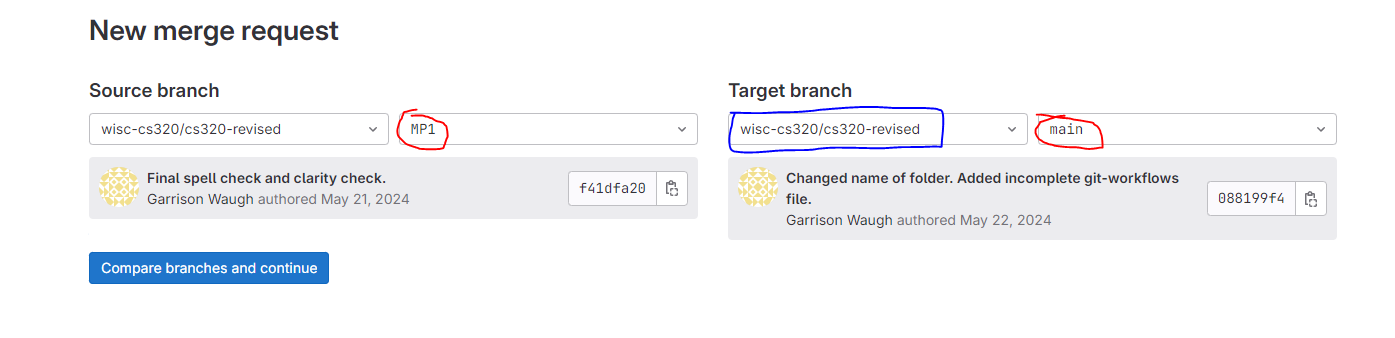 New merge request
Source branch
wisc-cs320/cs320-revised
MP1
Final spell check and clarity check.
Garrison Waugh authored May 21, 2024
f41dfa20
Target branch
wisc-cs320/cs320-revised
main
Changed name of folder. Added incomplete git-workflows
file.
Garrison Waugh authored May 22, 2024
088199f4
Compare branches and continue